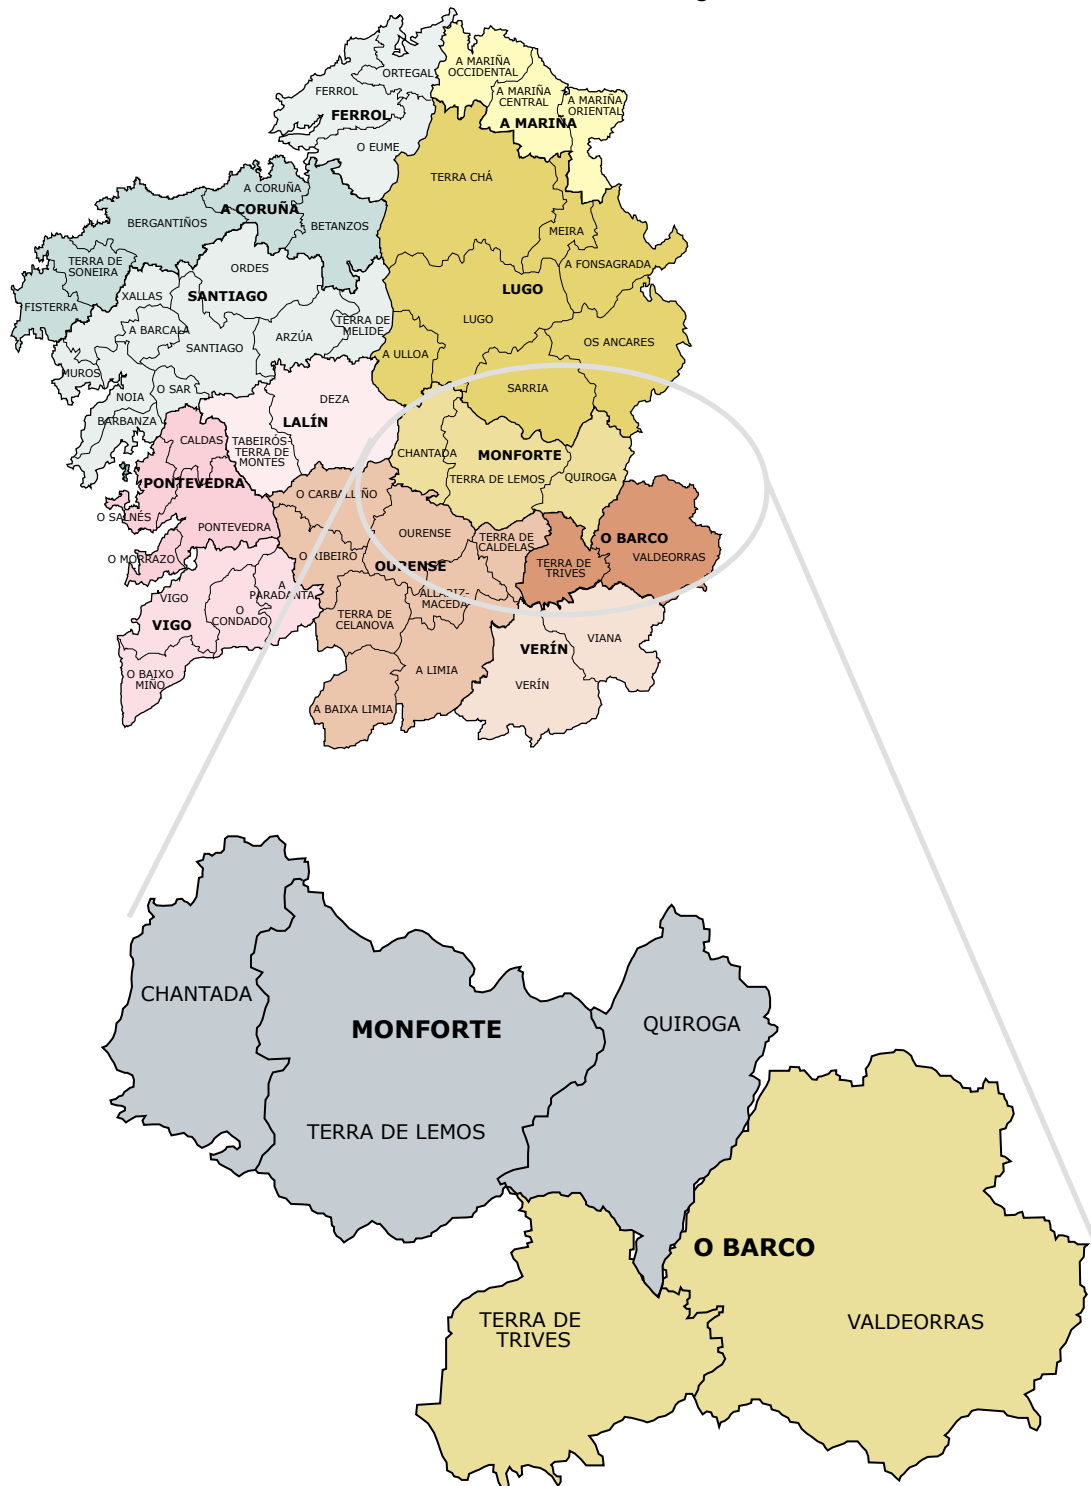 A MARIÑA
OCCIDENTAL
ORTEGAL
FERROL
A MARIÑA
CENTRAL
A MARIÑA
ORIENTAL
FERROL
A MARIÑA
O EUME
TERRA CHÁ
A CORUÑA
A CORUÑA
BERGANTIÑOS
BETANZOS
MEIRA
TERRA DE
SONEIRA
ORDES
A FONSAGRADA
XALLAS
SANTIAGO
LUGO
FISTERRA
LUGO
TERRA DE
MELIDE
A BARCALA
ARZÚA
SANTIAGO
OS ANCARES
A ULLOA
MUROS
O SAR
SARRIA
NOIA
DEZA
BARBANZA
LALÍN
CALDAS
TABEIRÓS-
TERRA DE
MONTES
CHANTADA
MONFORTE
TERRA DE LEMOS
QUIROGA
PONTEVEDRA
O CARBALLIÑO
O SALNÉS
PONTEVEDRA
OURENSE
TERRA DE
CALDELAS
O BARCO
VALDEORRAS
O MORRAZO
O RIBEIRO
OURENSE
TERRA DE
TRIVES
A
PARADANTA
ALLARIZ-
MACEDA
VIGO
O
CONDADO
VIGO
TERRA DE
CELANOVA
VIANA
VERÍN
O BAIXO
MIÑO
A LIMIA
VERÍN
A BAIXA LIMIA
CHANTADA
MONFORTE
QUIROGA
TERRA DE LEMOS
O BARCO
TERRA DE
TRIVES
VALDEORRAS